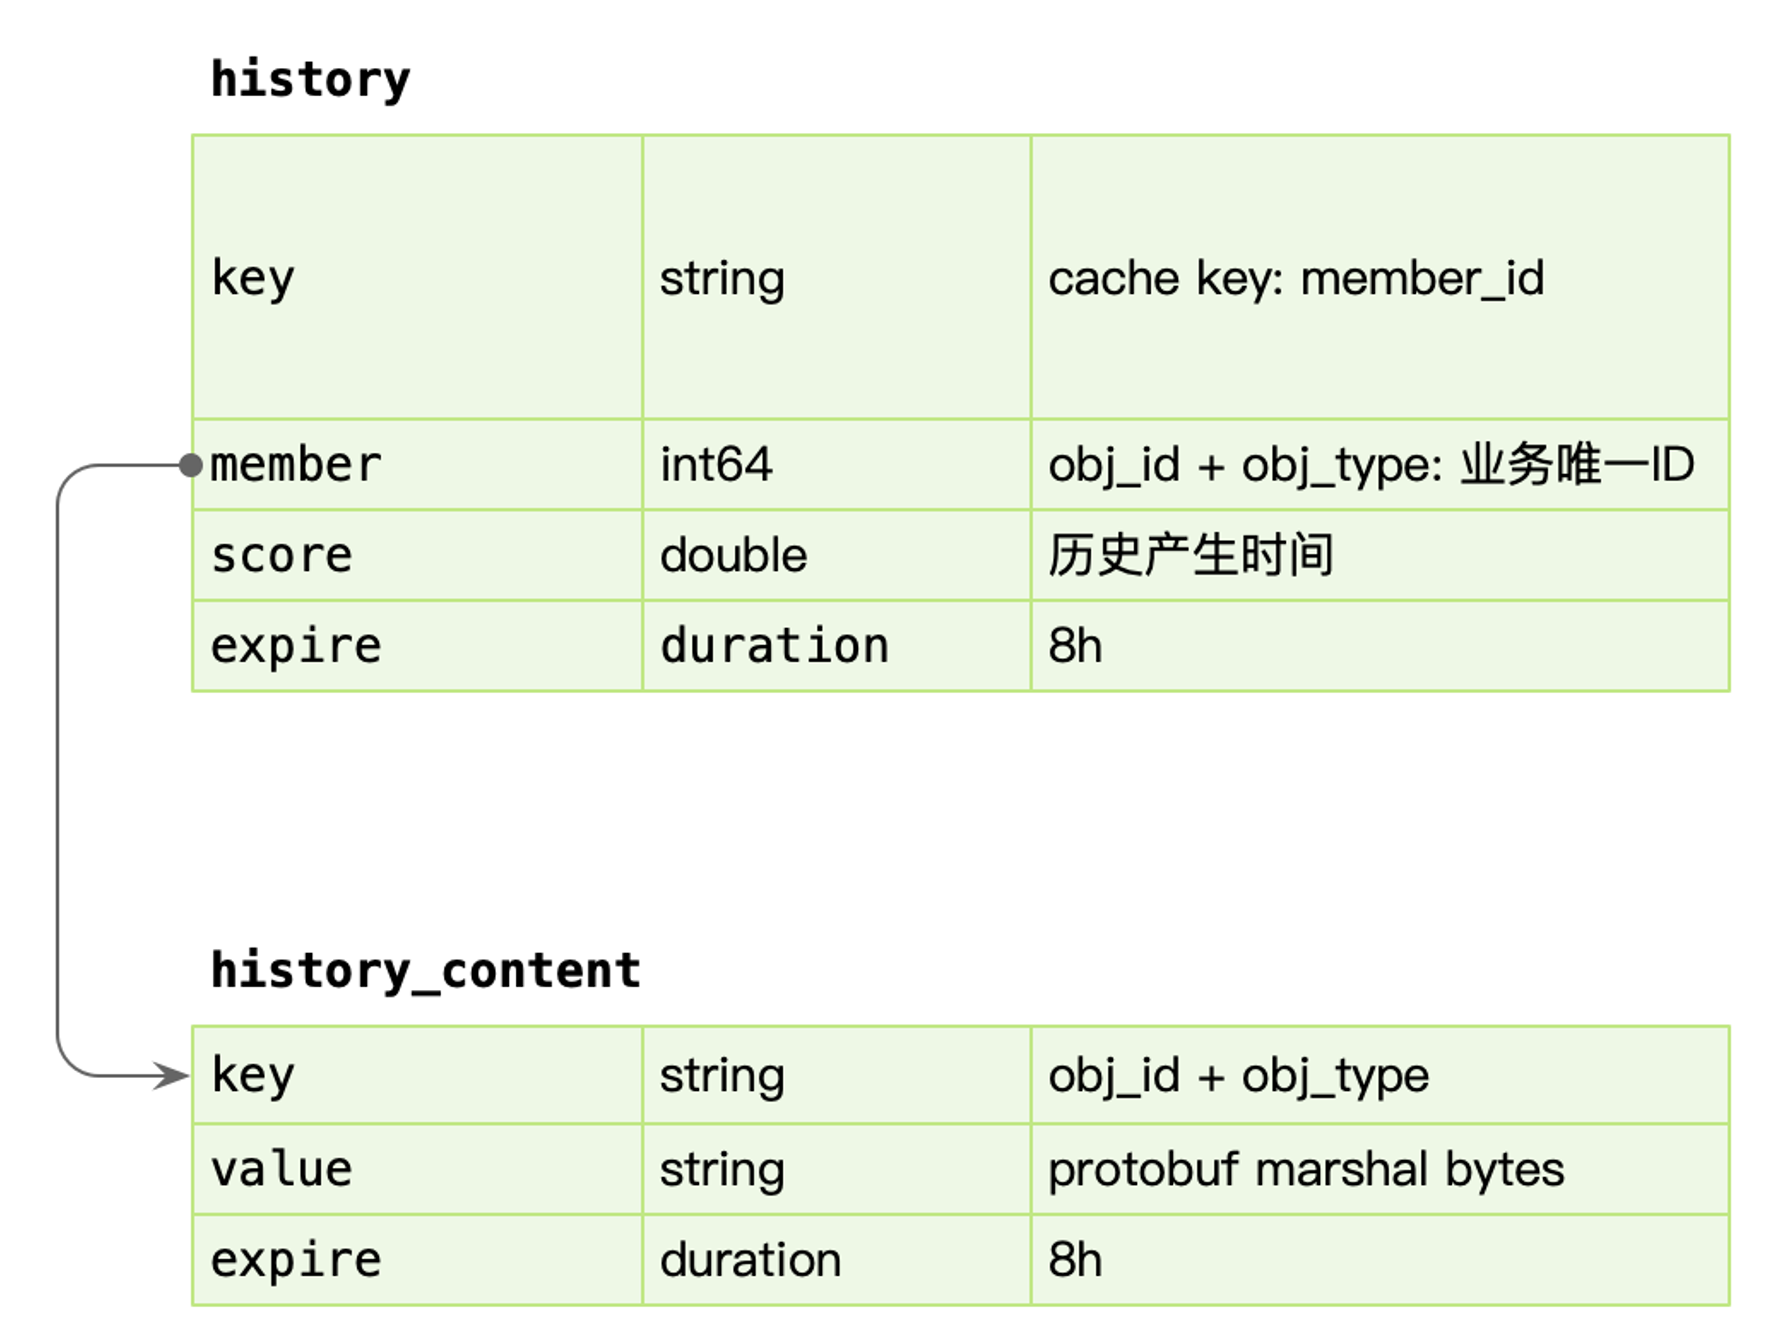 history
key string cache key: member_id
member int64 obj_id + obj_type: 业务唯一ID
score double 历史产生时间
expire duration 8h
history_content
key string obj_id + obj_type
value string protobuf marshal bytes
expire duration 8h